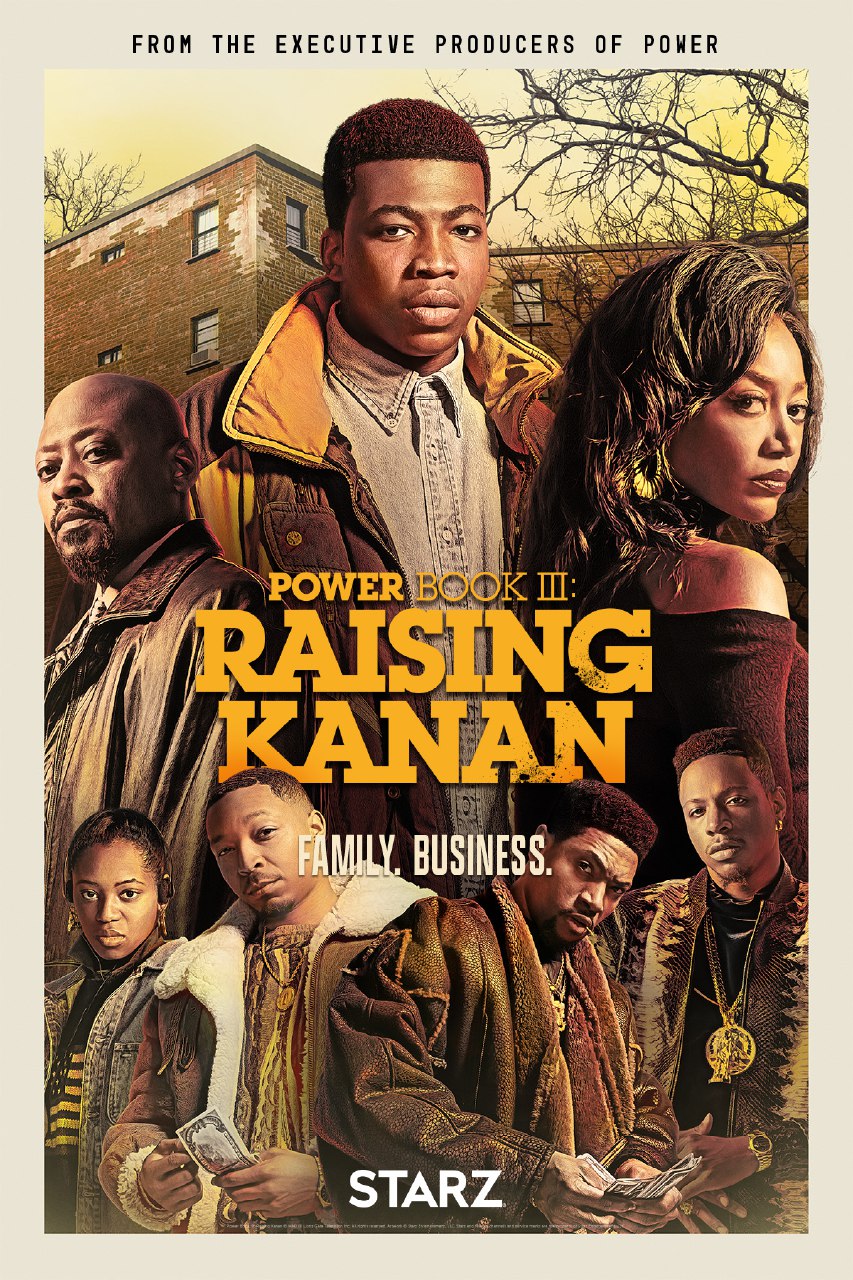 FROM THE EXECUTIVE PRODUCERS OF POWER
POWER BOOK III:
RAISING
KANAN
FAMILY. BUSINESS.
STARZ